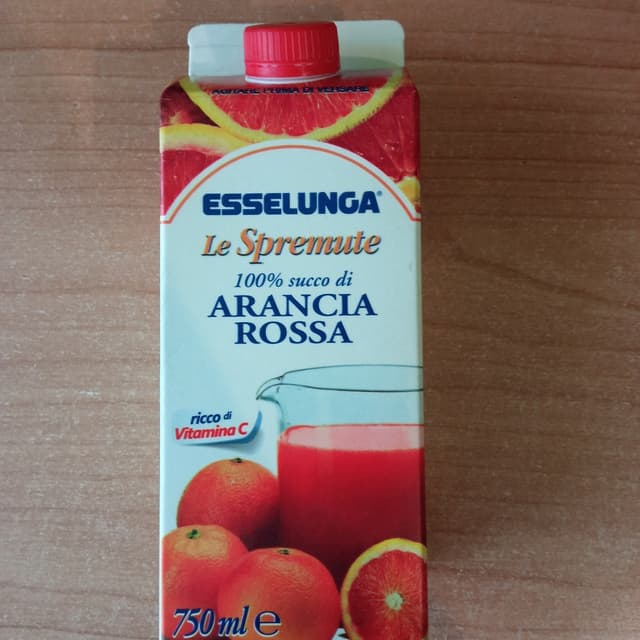 AGITARE PRIMA DI VERSARE
ESSELUNGA®
Le Spremute
100% succo di
ARANCIA
ROSSA
ricco di
Vitamina C
750 ml e